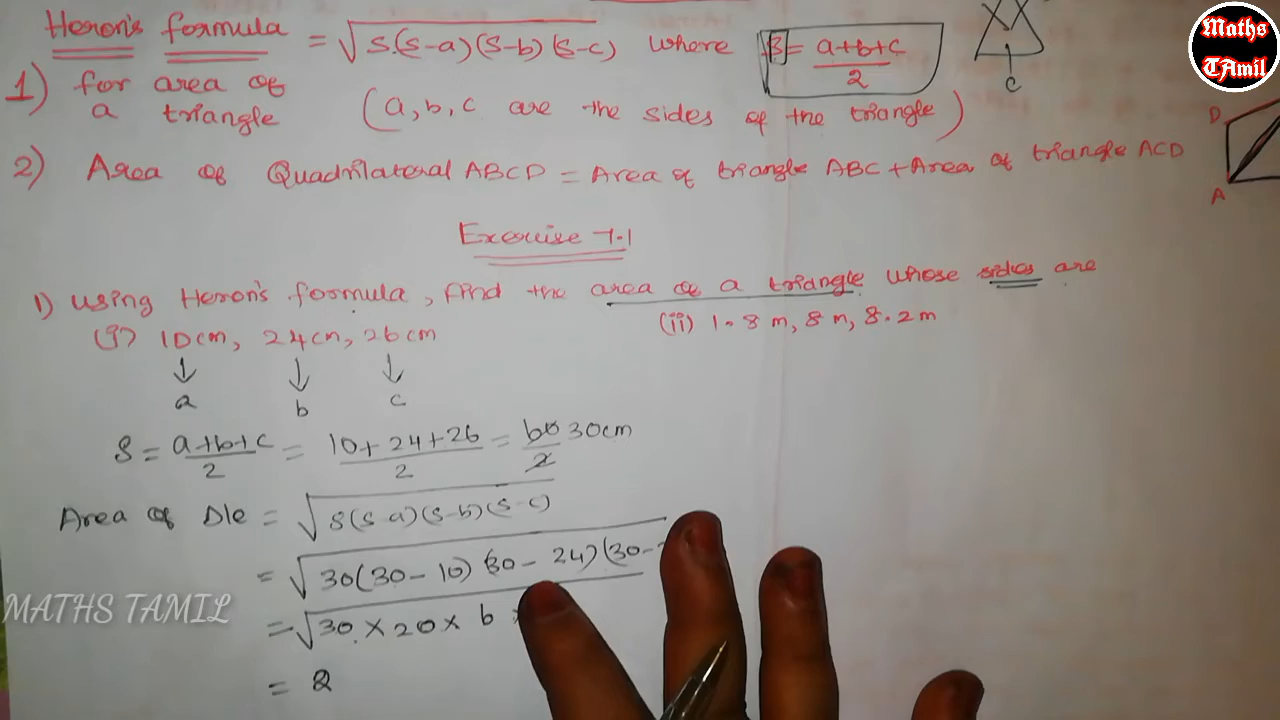 Heron's formula = √S(S-a)(S-b)(S-c) where S = a+b+c/2
1) for area of a triangle (a, b, c are the sides of the triangle)
C
Maths TAmil
2) Area of Quadrilateral ABCD = Area of triangle ABC + Area of triangle ACD
D
A
Exercise 7.1
1) Using Heron's formula, find the area of a triangle whose sides are
(i) 10cm, 24cm, 26cm (ii) 1.8 m, 8 m, 8.2 m
a b c
S = a+b+c/2 = 10+24+26/2 = 60/2 30cm
Area of Dle = √S(S-a)(S-b)(S-c)
= √30(30-10)(30-24)(30-
= √30 × 20 × 6
= 2
MATHS TAMIL